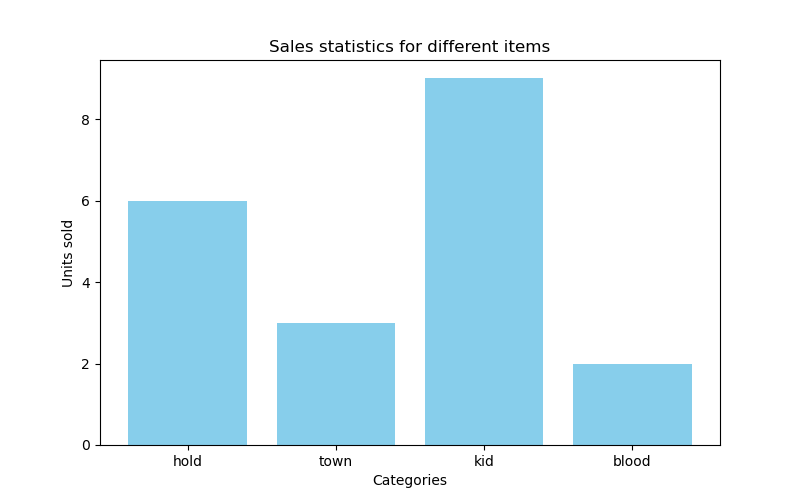 Sales statistics for different items
8
6
4
2
0
Units sold
hold town kid blood
Categories